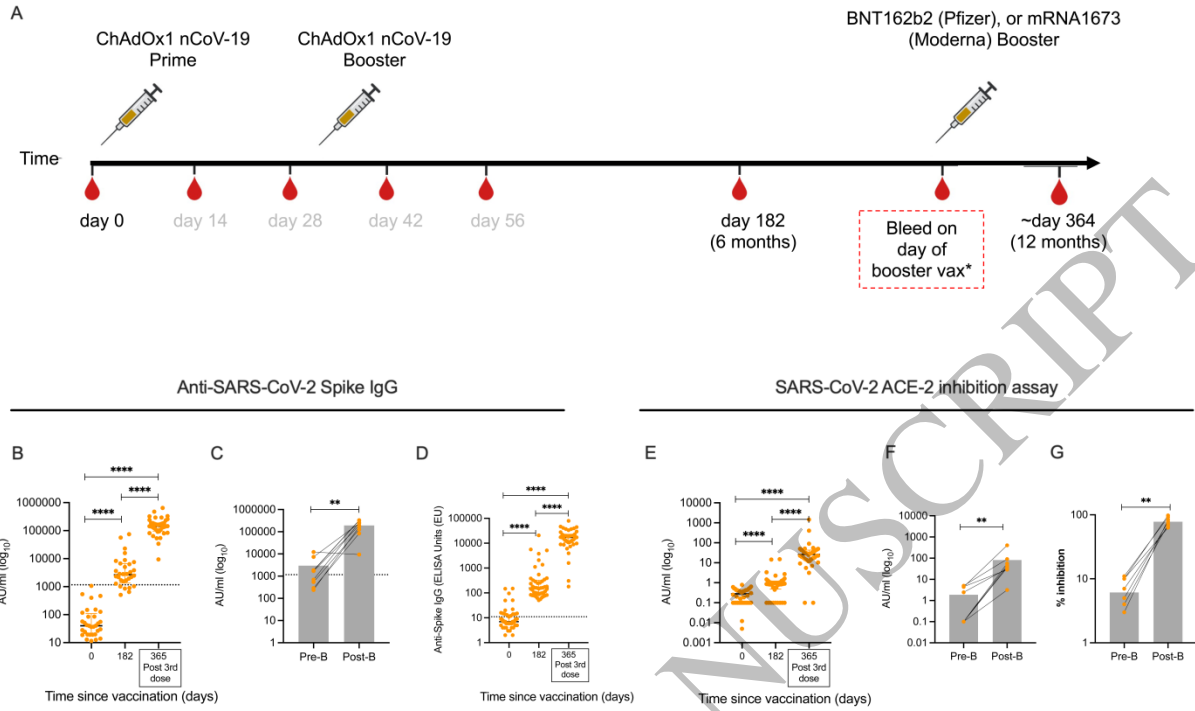 A
ChAdOx1 nCoV-19
Prime
ChAdOx1 nCoV-19
Booster
BNT162b2 (Pfizer), or mRNA1673
(Moderna) Booster
Time
day 0
day 14
day 28
day 42
day 56
day 182
(6 months)
Bleed on
day of
booster vax*
~day 364
(12 months)
Anti-SARS-CoV-2 Spike IgG
SARS-CoV-2 ACE-2 inhibition assay
B
****
****
****
1000000
100000
10000
1000
100
10
AU/ml (log10)
0
182
365
Post 3rd
dose
Time since vaccination (days)
C
**
1000000
100000
10000
1000
100
10
AU/ml (log10)
Pre-B
Post-B
D
****
****
****
100000
10000
1000
100
10
1
Anti-Spike IgG (ELISA Units (EU)
0
182
365
Post 3rd
dose
E
****
****
****
10000
1000
100
10
1
0.1
0.01
0.001
AU/ml (log10)
0
182
365
Post 3rd
dose
Time since vaccination (days)
F
**
10000
1000
100
10
1
0.1
0.01
AU/ml (log10)
Pre-B
Post-B
G
**
100
10
1
% inhibition
Pre-B
Post-B
NUSCRIPT